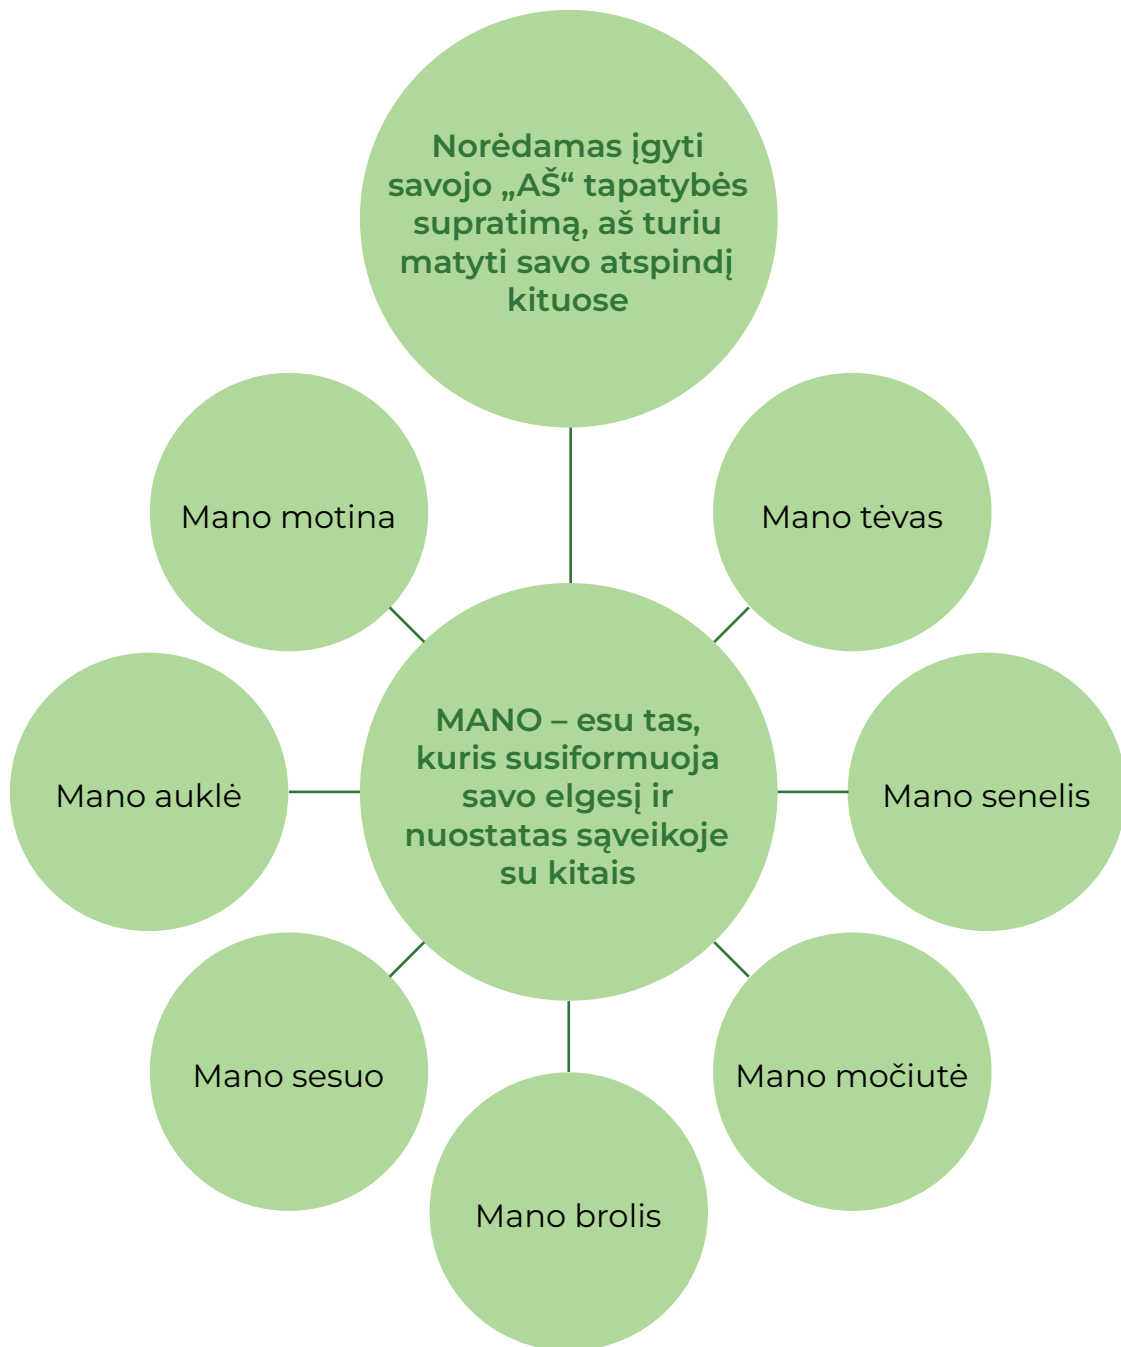 Norėdamas įgyti
savojo „AŠ“ tapatybės
supratimą, aš turiu
matyti savo atspindį
kituose
Mano motina
Mano tėvas
MANO – esu tas,
kuris susiformuoja
savo elgesį ir
nuostatas sąveikoje
su kitais
Mano auklė
Mano senelis
Mano sesuo
Mano močiutė
Mano brolis